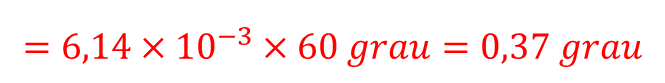 = 6,14 × 10⁻³ × 60 grau = 0,37 grau